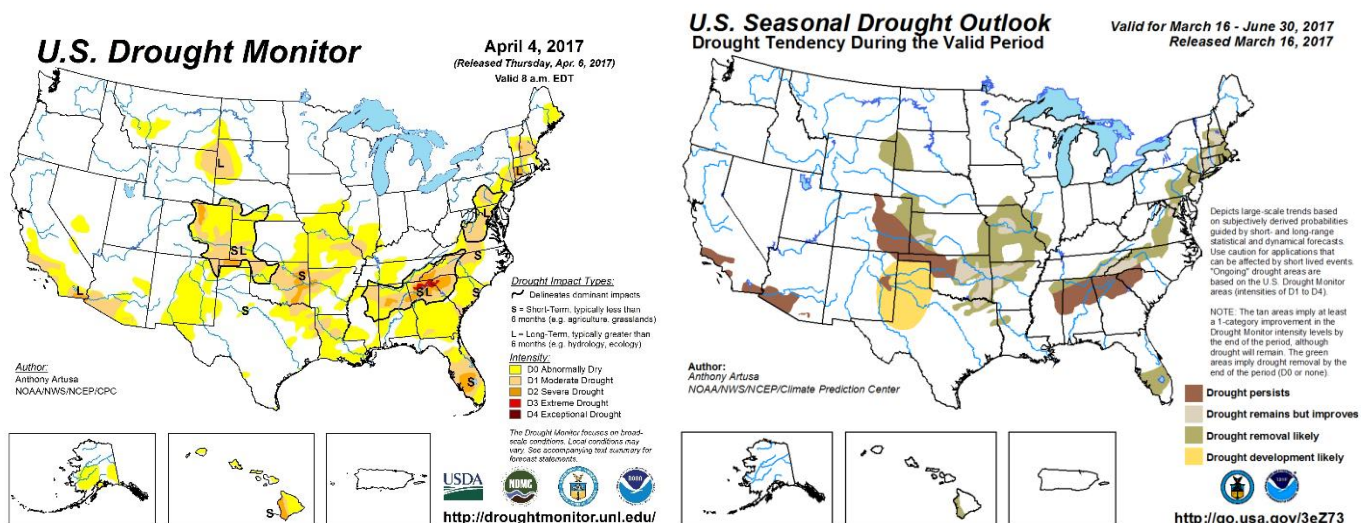 U.S. Drought Monitor
April 4, 2017
(Released Thursday, Apr. 6, 2017)
Valid 8 a.m. EDT
L
SL
S
S
L
S
L
L
S
S
SL
L
S
S
Drought Impact Types:
Delineates dominant impacts
S = Short-Term, typically less than
6 months (e.g. agriculture, grasslands)
L = Long-Term, typically greater than
6 months (e.g. hydrology, ecology)
Intensity:
D0 Abnormally Dry
D1 Moderate Drought
D2 Severe Drought
D3 Extreme Drought
D4 Exceptional Drought
Author:
Anthony Artusa
NOAA/NWS/NCEP/CPC
The Drought Monitor focuses on broad-
scale conditions. Local conditions may
vary. See accompanying text summary for
forecast statements.
S
USDA
NDMC
NOAA
http://droughtmonitor.unl.edu/
U.S. Seasonal Drought Outlook
Drought Tendency During the Valid Period
Valid for March 16 - June 30, 2017
Released March 16, 2017
Depicts large-scale trends based
on subjectively derived probabilities
guided by short- and long-range
statistical and dynamical forecasts.
Use caution for applications that
can be affected by short lived events.
"Ongoing" drought areas are
based on the U.S. Drought Monitor
areas (intensities of D1 to D4).
NOTE: The tan areas imply at least
a 1-category improvement in the
Drought Monitor intensity levels by
the end of the period, although
drought will remain. The green
areas imply drought removal by the
end of the period (D0 or none).
Author:
Anthony Artusa
NOAA/NWS/NCEP/Climate Prediction Center
Drought persists
Drought remains but improves
Drought removal likely
Drought development likely
NOAA
http://go.usa.gov/3eZ73